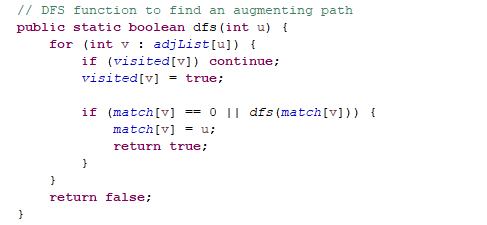 // DFS function to find an augmenting path
public static boolean dfs(int u) {
    for (int v : adjList[u]) {
        if (visited[v]) continue;
        visited[v] = true;

        if (match[v] == 0 || dfs(match[v])) {
            match[v] = u;
            return true;
        }
    }
    return false;
}